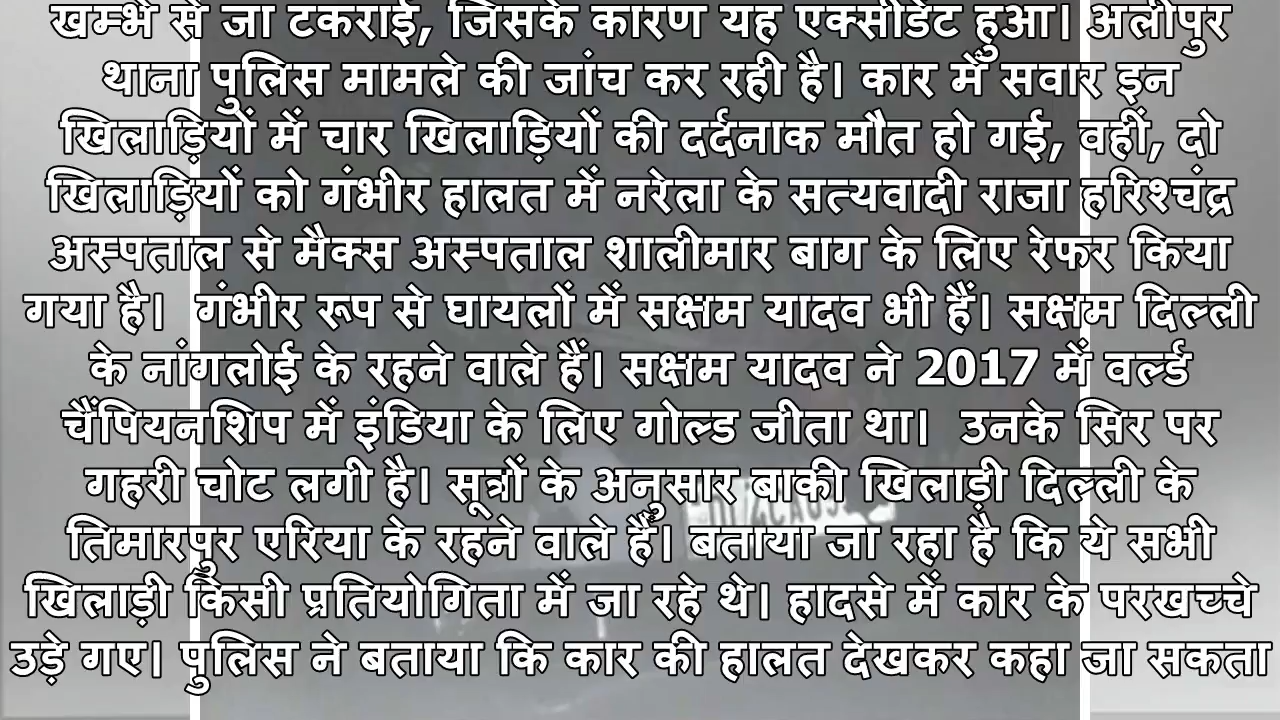 खम्भे से जा टकराई, जिसके कारण यह एक्सीडेंट हुआ। अलीपुर
थाना पुलिस मामले की जांच कर रही है। कार में सवार इन
खिलाड़ियों में चार खिलाड़ियों की दर्दनाक मौत हो गई, वहीं, दो
खिलाड़ियों को गंभीर हालत में नरेला के सत्यवादी राजा हरिश्चंद्र
अस्पताल से मैक्स अस्पताल शालीमार बाग के लिए रेफर किया
गया है। गंभीर रूप से घायलों में सक्षम यादव भी हैं। सक्षम दिल्ली
के नांगलोई के रहने वाले हैं। सक्षम यादव ने 2017 में वर्ल्ड
चैंपियनशिप में इंडिया के लिए गोल्ड जीता था। उनके सिर पर
गहरी चोट लगी है। सूत्रों के अनुसार बाकी खिलाड़ी दिल्ली के
तिमारपुर एरिया के रहने वाले हैं। बताया जा रहा है कि ये सभी
खिलाड़ी किसी प्रतियोगिता में जा रहे थे। हादसे में कार के परखच्चे
उड़े गए। पुलिस ने बताया कि कार की हालत देखकर कहा जा सकता